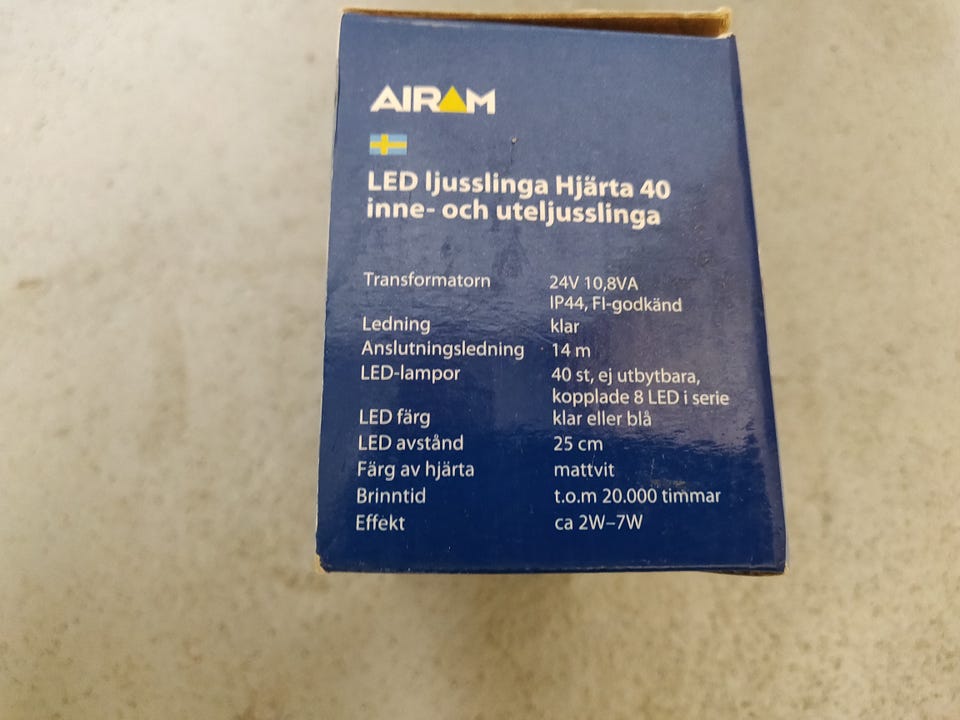 AIRAM
LED ljusslinga Hjärta 40
inne- och uteljusslinga
Transformatorn 24V 10,8VA
IP44, FI-godkänd
Ledning klar
Anslutningsledning 14 m
LED-lampor 40 st, ej utbytbara,
kopplade 8 LED i serie
LED färg klar eller blå
LED avstånd 25 cm
Färg av hjärta mattvit
Brinntid t.o.m 20.000 timmar
Effekt ca 2W–7W